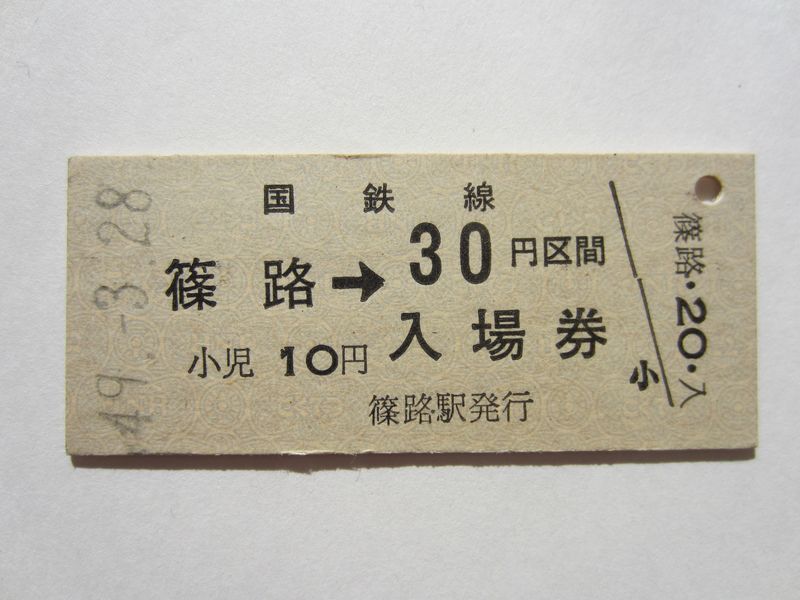 国鉄線
篠路→30円区間
小児 10円 入場券
篠路駅発行
49.-3.28
篠路・20・入
小